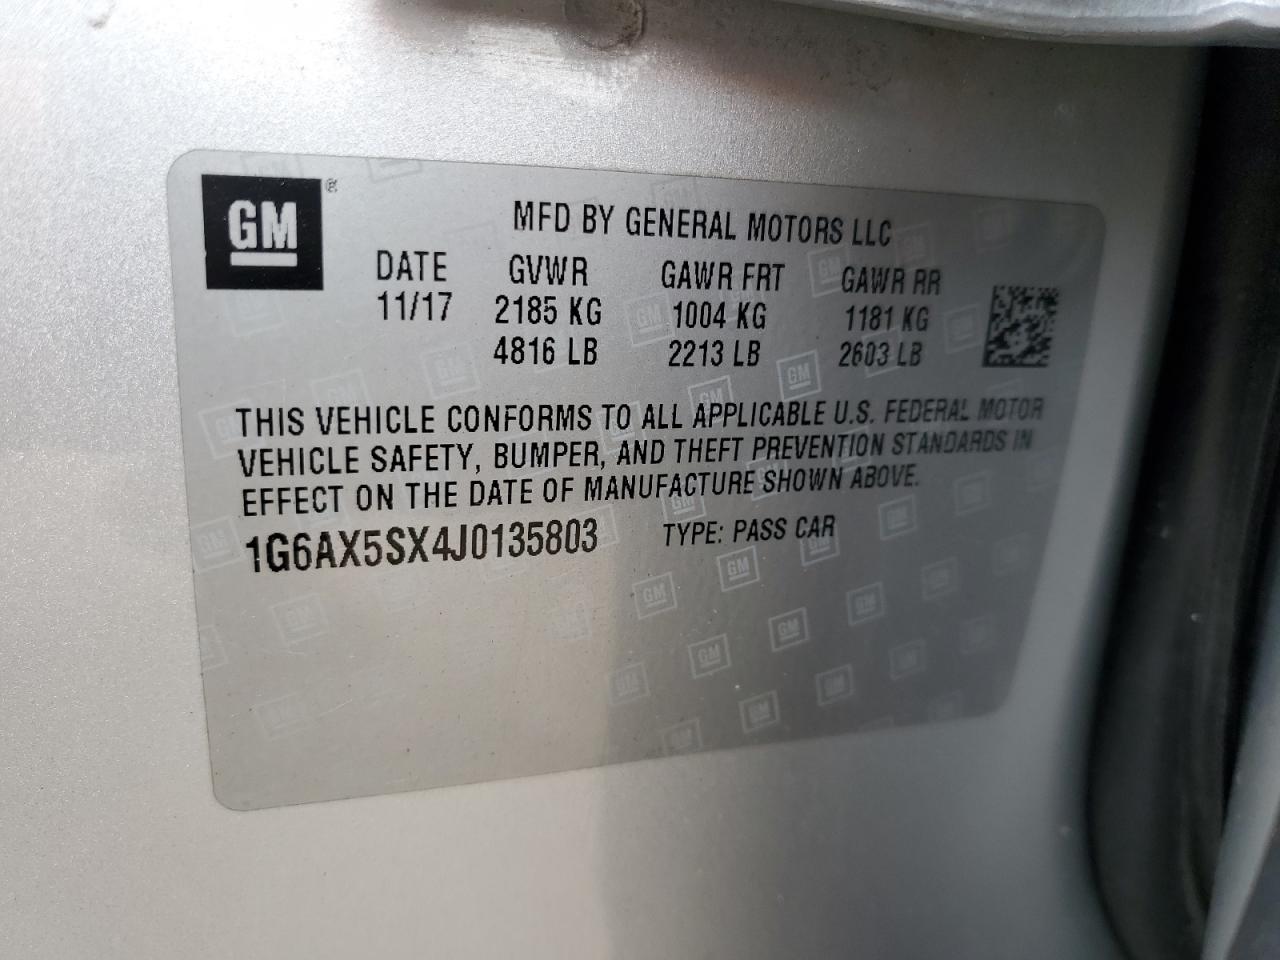 GM ®
MFD BY GENERAL MOTORS LLC
DATE GVWR GAWR FRT GAWR RR
11/17 2185 KG 1004 KG 1181 KG
4816 LB 2213 LB 2603 LB
THIS VEHICLE CONFORMS TO ALL APPLICABLE U.S. FEDERAL MOTOR
VEHICLE SAFETY, BUMPER, AND THEFT PREVENTION STANDARDS IN
EFFECT ON THE DATE OF MANUFACTURE SHOWN ABOVE.
1G6AX5SX4J0135803 TYPE: PASS CAR